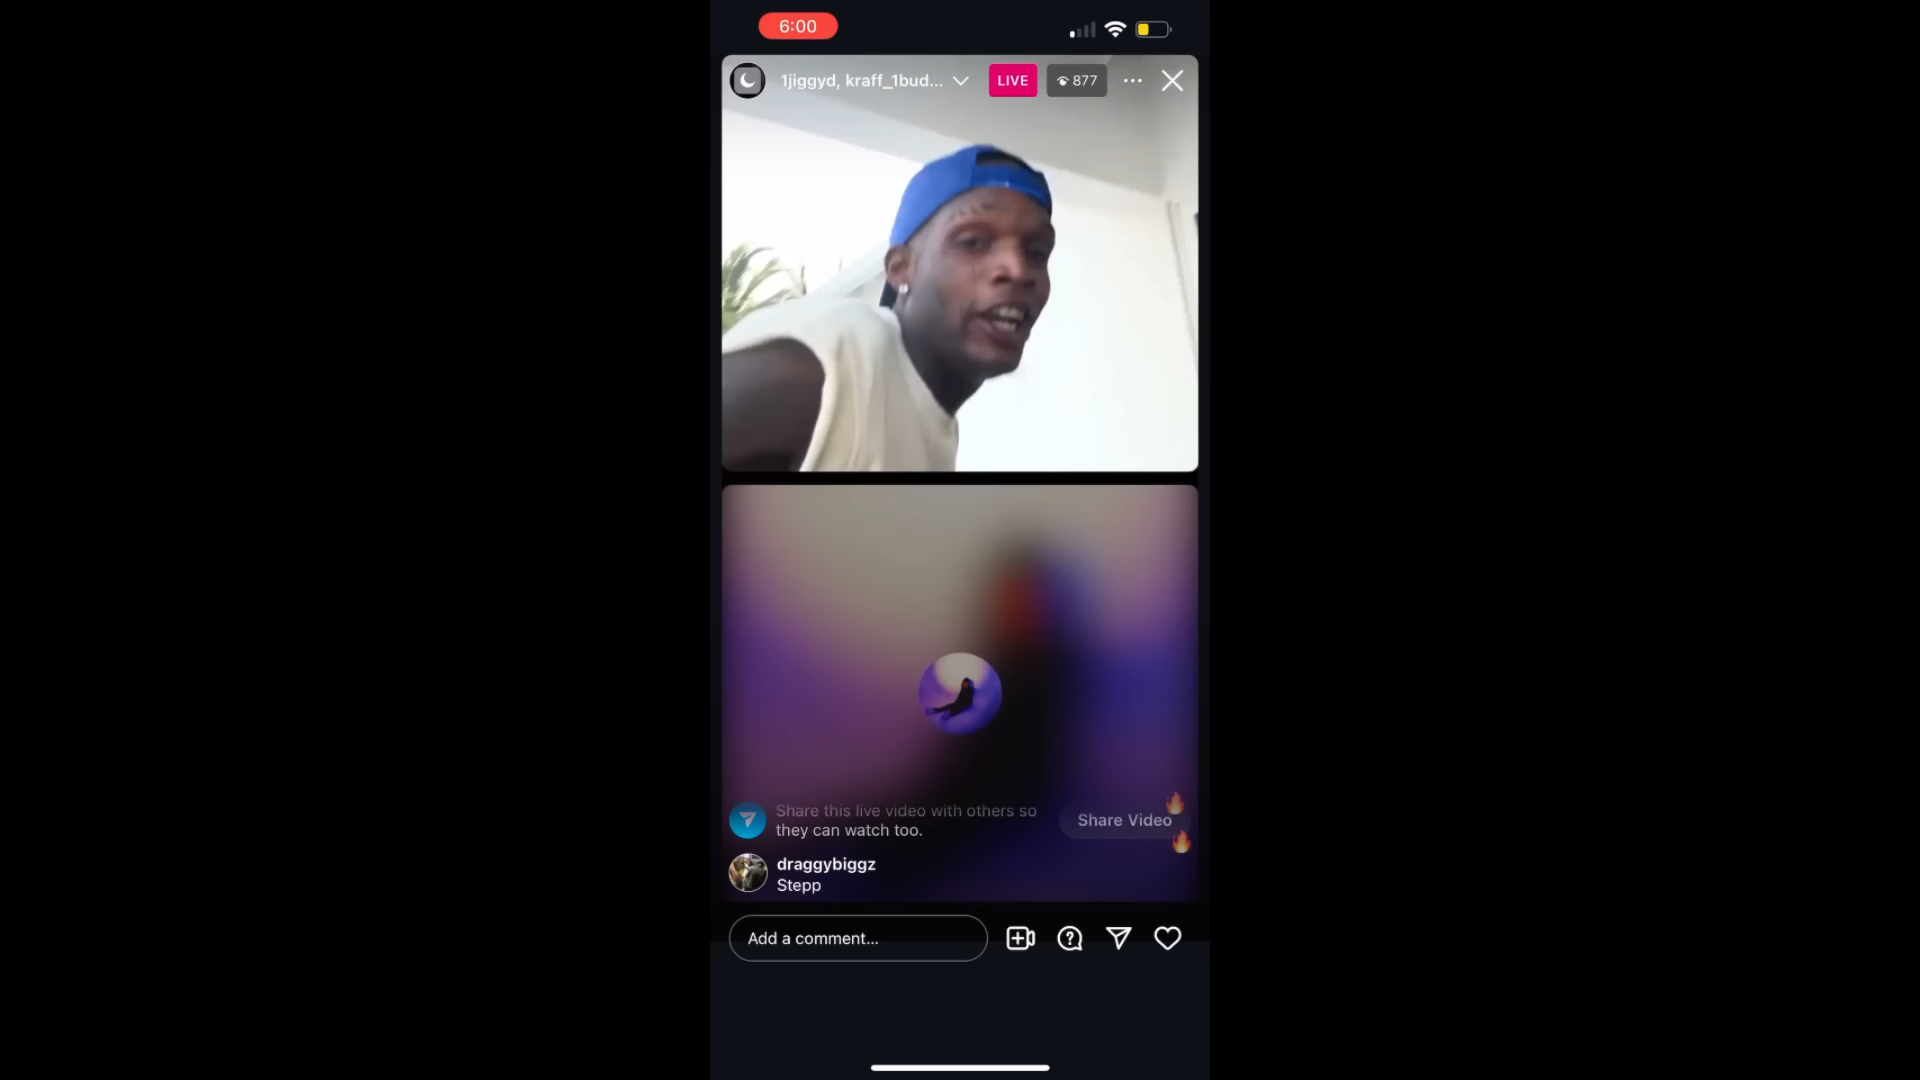 6:00
1jiggyd, kraff_1bud...
LIVE
877
Share this live video with others so
they can watch too.
Share Video
draggybiggz
Stepp
Add a comment...